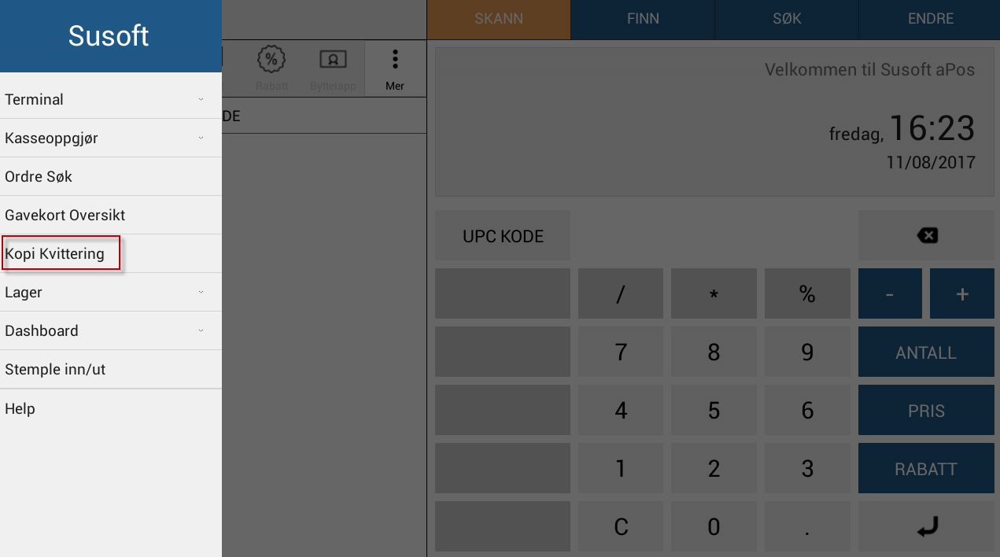 Susoft
Terminal
Kasseoppgjør
Ordre Søk
Gavekort Oversikt
Kopi Kvittering
Lager
Dashboard
Stemple inn/ut
Help
% Rabatt
Byttelapp
Mer
DE
SKANN FINN SØK ENDRE
Velkommen til Susoft aPos
fredag, 16:23
11/08/2017
UPC KODE
/ * % - +
7 8 9 ANTALL
4 5 6 PRIS
1 2 3 RABATT
C 0 .